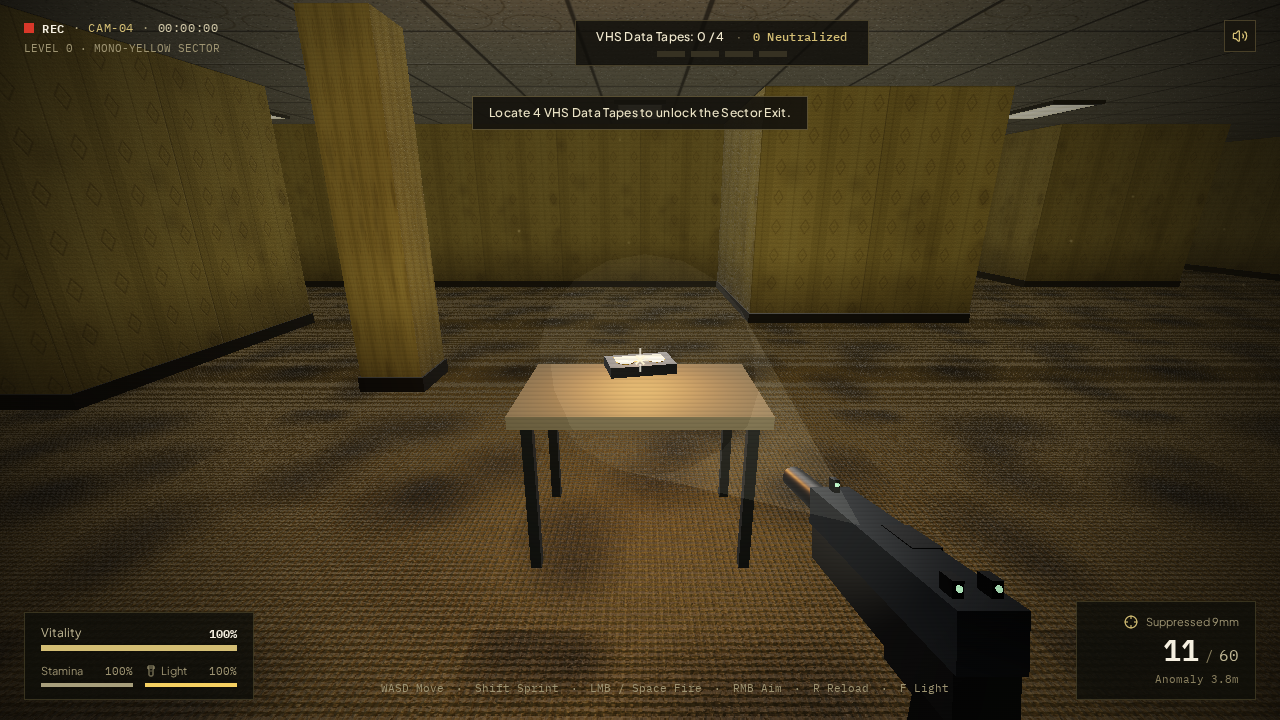 REC · CAM-04 · 00:00:00
LEVEL 0 · MONO-YELLOW SECTOR
VHS Data Tapes: 0 / 4 · 0 Neutralized
Locate 4 VHS Data Tapes to unlock the Sector Exit.
Vitality 100%
Stamina 100% Light 100%
WASD Move · Shift Sprint · LMB / Space Fire · RMB Aim · R Reload · F Light
Suppressed 9mm
11 / 60
Anomaly 3.8m